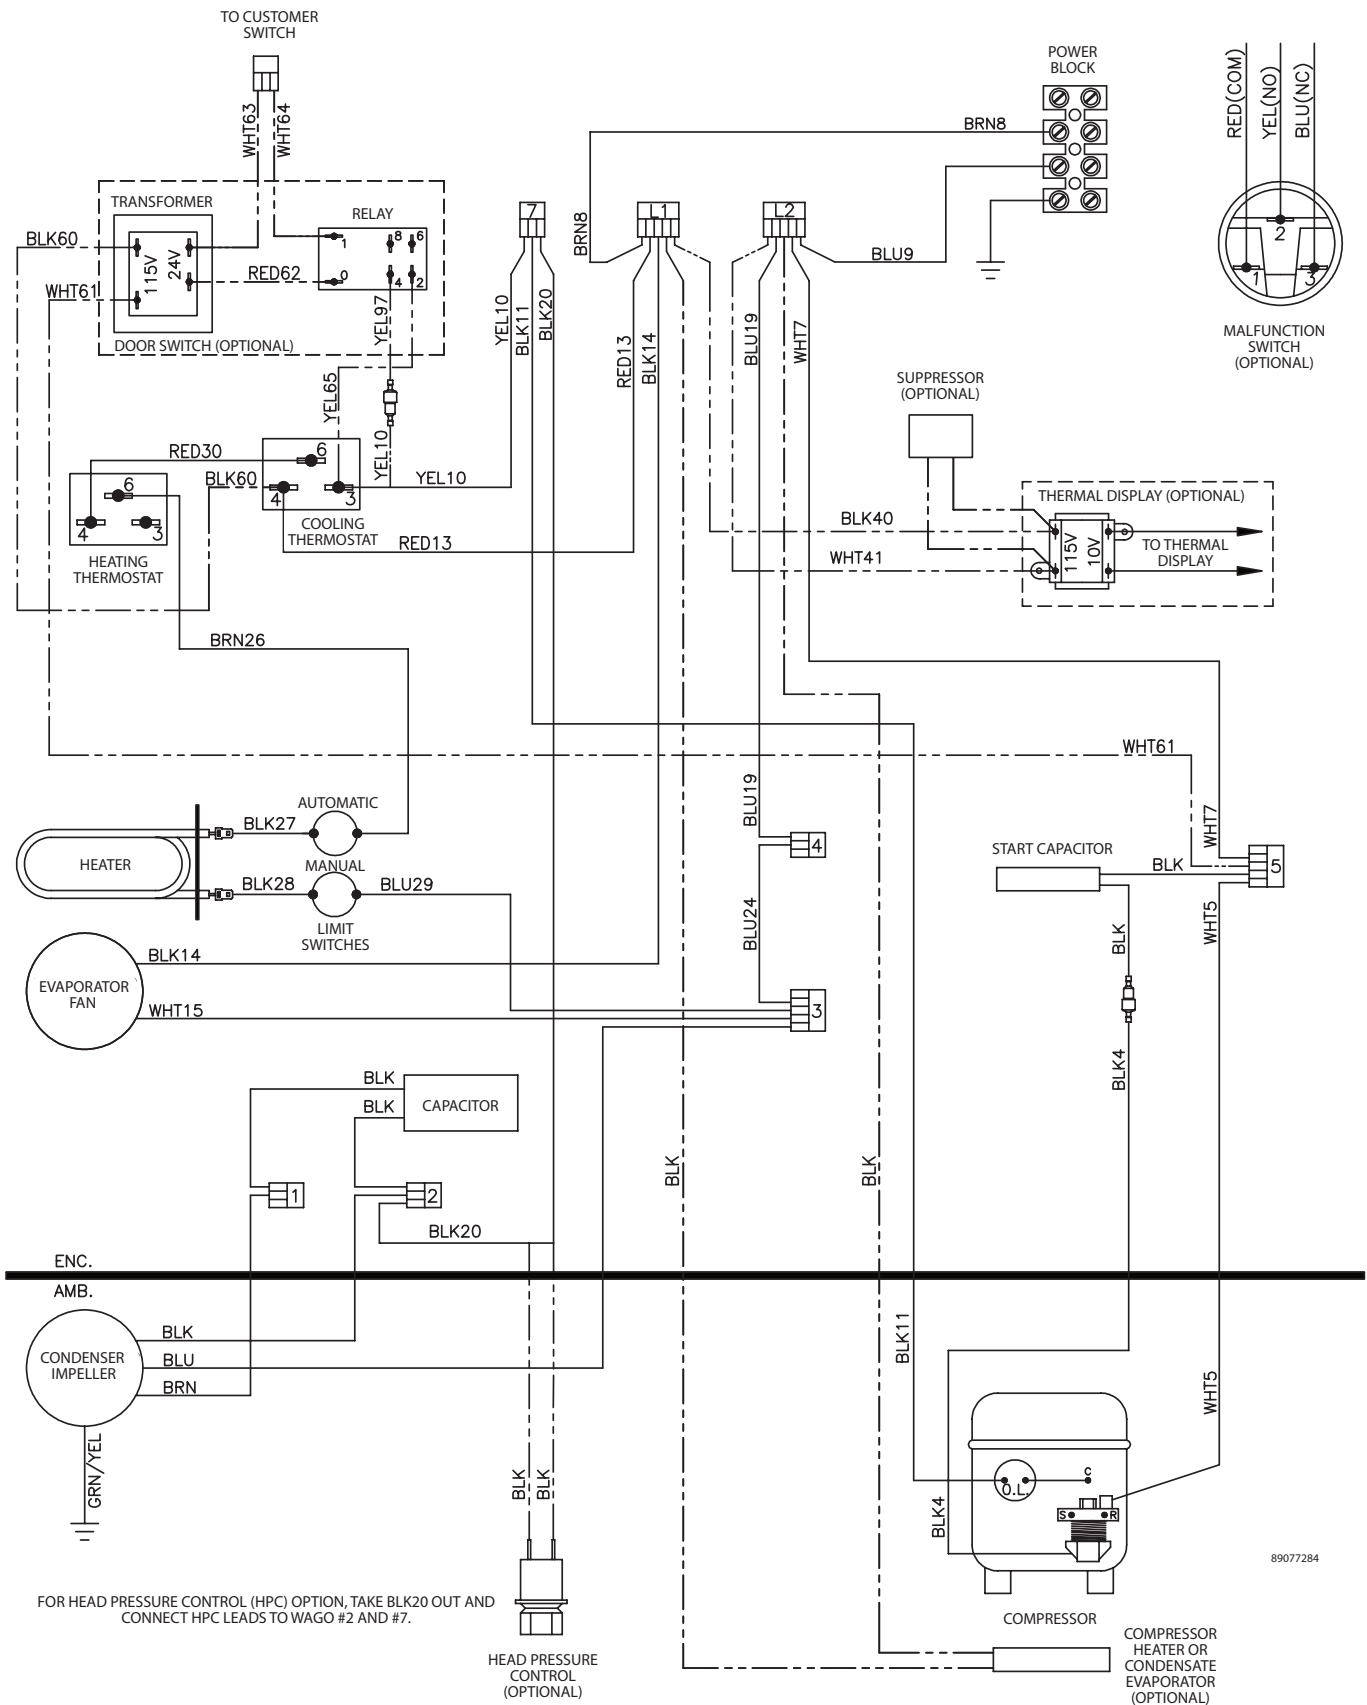 TO CUSTOMER
SWITCH
WHT63
WHT64
TRANSFORMER
RELAY
BLK60
WHT61
115V
24V
RED62
1
0
8
6
4
2
YEL97
DOOR SWITCH (OPTIONAL)
YEL65
YEL10
RED30
BLK60
6
4
3
YEL10
COOLING
THERMOSTAT
RED13
6
4
3
HEATING
THERMOSTAT
BRN26
7
YEL10
BLK11
BLK20
L1
BRN8
RED13
BLK14
L2
BLU9
BLU19
WHT7
BRN8
POWER
BLOCK
RED(COM)
YEL(NO)
BLU(NC)
2
1
3
MALFUNCTION
SWITCH
(OPTIONAL)
SUPPRESSOR
(OPTIONAL)
THERMAL DISPLAY (OPTIONAL)
BLK40
WHT41
115V
10V
TO THERMAL
DISPLAY
WHT61
AUTOMATIC
BLK27
HEATER
MANUAL
BLK28
BLU29
LIMIT
SWITCHES
BLU19
4
BLU24
START CAPACITOR
BLK
WHT7
5
WHT5
BLK
BLK14
EVAPORATOR
FAN
WHT15
3
BLK4
BLK
BLK
CAPACITOR
1
2
BLK20
BLK
BLK
ENC.
AMB.
CONDENSER
IMPELLER
BLK
BLU
BRN
GRN/YEL
BLK11
WHT5
BLK
BLK
BLK4
O.L.
C
S
R
89077284
FOR HEAD PRESSURE CONTROL (HPC) OPTION, TAKE BLK20 OUT AND
CONNECT HPC LEADS TO WAGO #2 AND #7.
HEAD PRESSURE
CONTROL
(OPTIONAL)
COMPRESSOR
COMPRESSOR
HEATER OR
CONDENSATE
EVAPORATOR
(OPTIONAL)